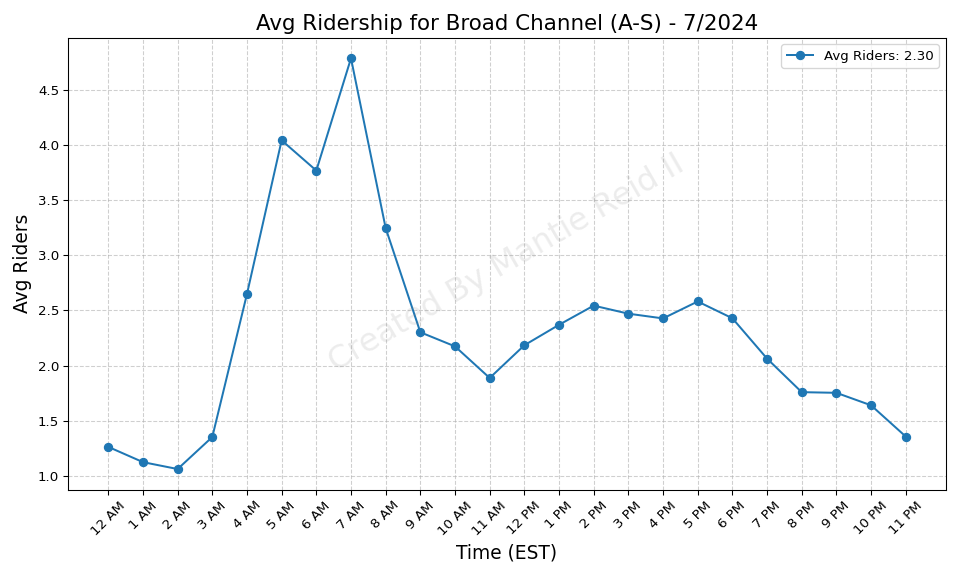 Avg Ridership for Broad Channel (A-S) - 7/2024
Avg Riders: 2.30
Avg Riders
4.5
4.0
3.5
3.0
2.5
2.0
1.5
1.0
Created By Mantie Reid II
12 AM 1 AM 2 AM 3 AM 4 AM 5 AM 6 AM 7 AM 8 AM 9 AM 10 AM 11 AM 12 PM 1 PM 2 PM 3 PM 4 PM 5 PM 6 PM 7 PM 8 PM 9 PM 10 PM 11 PM
Time (EST)